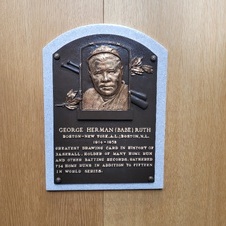 GEORGE HERMAN (BABE) RUTH
BOSTON-NEW YORK, A.L.; BOSTON, N.L.
1914-1935
GREATEST DRAWING CARD IN HISTORY OF
BASEBALL. HOLDER OF MANY HOME RUN
AND OTHER BATTING RECORDS. GATHERED
714 HOME RUNS IN ADDITION TO FIFTEEN
IN WORLD SERIES.